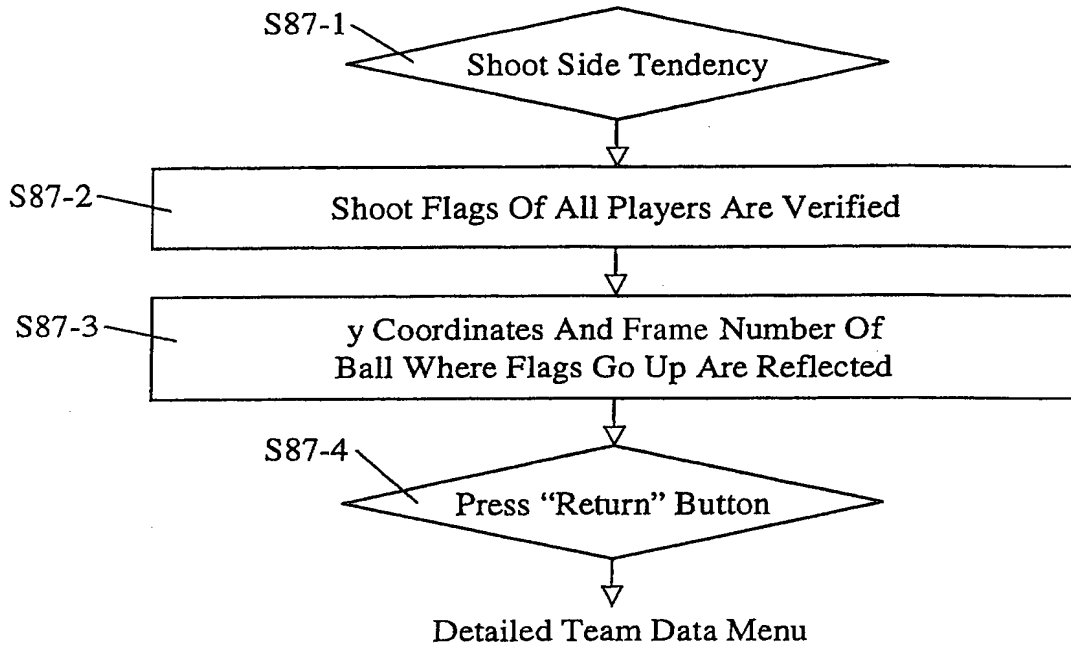 S87-1
Shoot Side Tendency
S87-2
Shoot Flags Of All Players Are Verified
S87-3
y Coordinates And Frame Number Of
Ball Where Flags Go Up Are Reflected
S87-4
Press “Return” Button
Detailed Team Data Menu